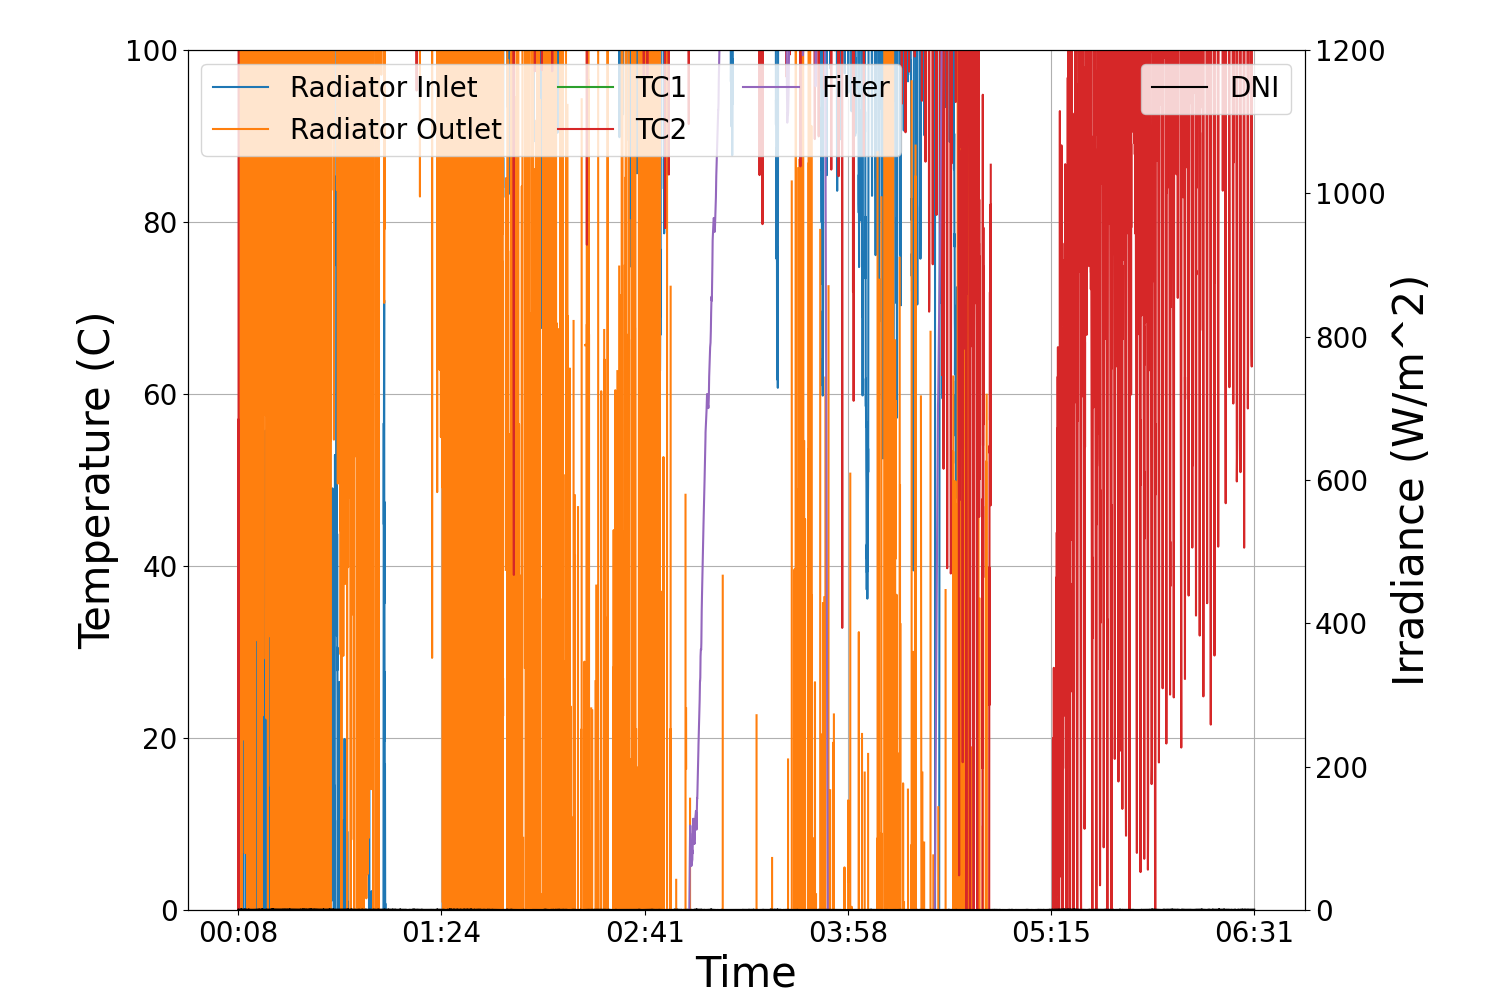 100
80
60
40
20
0
Temperature (C)
Radiator Inlet
Radiator Outlet
TC1
TC2
Filter
DNI
1200
1000
800
600
400
200
0
Irradiance (W/m^2)
00:08
01:24
02:41
03:58
05:15
06:31
Time